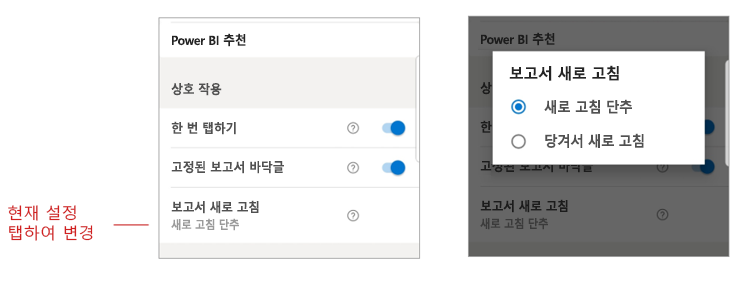 Power BI 추천
상호 작용
한 번 탭하기
고정된 보고서 바닥글
보고서 새로 고침
새로 고침 단추
현재 설정
탭하여 변경
Power BI 추천
상
보고서 새로 고침
새로 고침 단추
당겨서 새로 고침
한
고정된 보고서 바닥글
보고서 새로 고침
새로 고침 단추